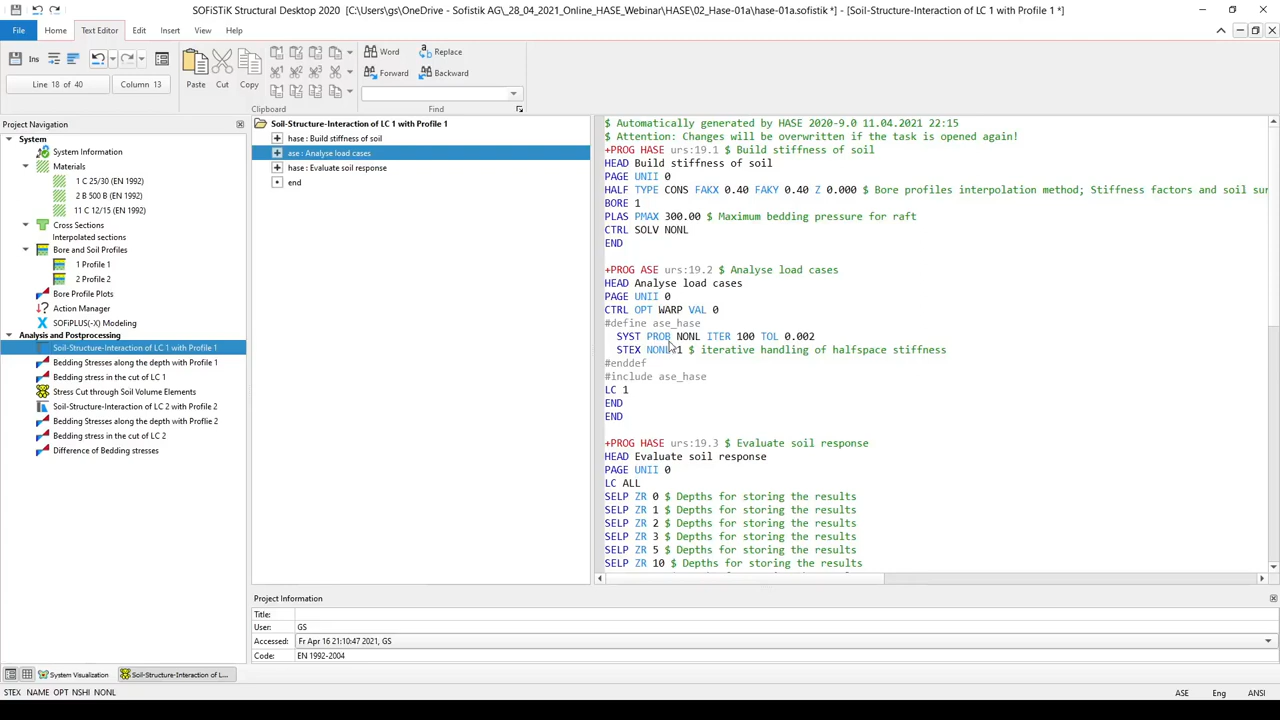 SOFiSTiK Structural Desktop 2020 [C:\Users\gs\OneDrive - Sofistik AG\_28_04_2021_Online_HASE_Webinar\HASE\02_Hase-01a\hase-01a.sofistik *] - [Soil-Structure-Interaction of LC 1 with Profile 1 *]
File Home Text Editor Edit Insert View Help
Ins
Line 18 of 40 Column 13
Paste Cut Copy
Clipboard
Word Replace
Forward Backward
Find
Project Navigation
System
System Information
Materials
1 C 25/30 (EN 1992)
2 B 500 B (EN 1992)
11 C 12/15 (EN 1992)
Cross Sections
Interpolated sections
Bore and Soil Profiles
1 Profile 1
2 Profile 2
Bore Profile Plots
Action Manager
SOFiPLUS(-X) Modeling
Analysis and Postprocessing
Soil-Structure-Interaction of LC 1 with Profile 1
Bedding Stresses along the depth with Profile 1
Bedding stress in the cut of LC 1
Stress Cut through Soil Volume Elements
Soil-Structure-Interaction of LC 2 with Profile 2
Bedding Stresses along the depth with Proflie 2
Bedding stress in the cut of LC 2
Difference of Bedding stresses
Soil-Structure-Interaction of LC 1 with Profile 1
hase : Build stiffness of soil
ase : Analyse load cases
hase : Evaluate soil response
end
$ Automatically generated by HASE 2020-9.0 11.04.2021 22:15
$ Attention: Changes will be overwritten if the task is opened again!
+PROG HASE urs:19.1 $ Build stiffness of soil
HEAD Build stiffness of soil
PAGE UNII 0
HALF TYPE CONS FAKX 0.40 FAKY 0.40 Z 0.000 $ Bore profiles interpolation method; Stiffness factors and soil sur
BORE 1
PLAS PMAX 300.00 $ Maximum bedding pressure for raft
CTRL SOLV NONL
END
+PROG ASE urs:19.2 $ Analyse load cases
HEAD Analyse load cases
PAGE UNII 0
CTRL OPT WARP VAL 0
#define ase_hase
SYST PROB NONL ITER 100 TOL 0.002
STEX NONL 1 $ iterative handling of halfspace stiffness
#enddef
#include ase_hase
LC 1
END
END
+PROG HASE urs:19.3 $ Evaluate soil response
HEAD Evaluate soil response
PAGE UNII 0
LC ALL
SELP ZR 0 $ Depths for storing the results
SELP ZR 1 $ Depths for storing the results
SELP ZR 2 $ Depths for storing the results
SELP ZR 3 $ Depths for storing the results
SELP ZR 5 $ Depths for storing the results
SELP ZR 10 $ Depths for storing the results
Project Information
Title:
User: GS
Accessed: Fr Apr 16 21:10:47 2021, GS
Code: EN 1992-2004
System Visualization Soil-Structure-Interaction of L...
STEX NAME OPT NSHI NONL ASE Eng ANSI